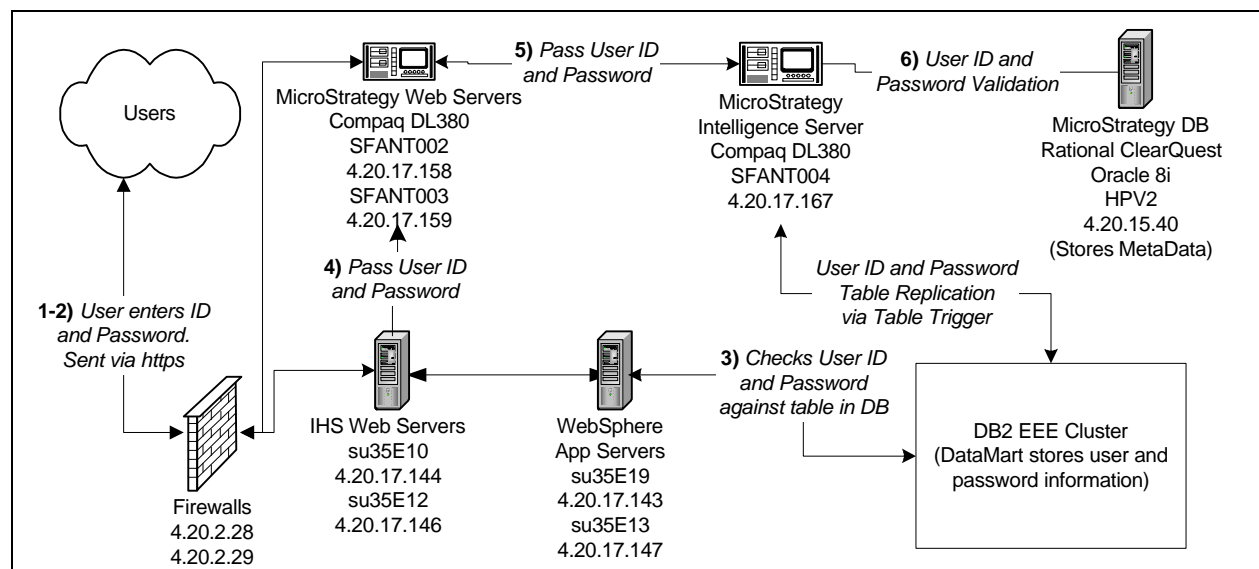 Users
1-2) User enters ID
and Password.
Sent via https
Firewalls
4.20.2.28
4.20.2.29
MicroStrategy Web Servers
Compaq DL380
SFANT002
4.20.17.158
SFANT003
4.20.17.159
4) Pass User ID
and Password
IHS Web Servers
su35E10
4.20.17.144
su35E12
4.20.17.146
5) Pass User ID
and Password
WebSphere
App Servers
su35E19
4.20.17.143
su35E13
4.20.17.147
MicroStrategy
Intelligence Server
Compaq DL380
SFANT004
4.20.17.167
6) User ID and
Password Validation
MicroStrategy DB
Rational ClearQuest
Oracle 8i
HPV2
4.20.15.40
(Stores MetaData)
User ID and Password
Table Replication
via Table Trigger
3) Checks User ID
and Password
against table in DB
DB2 EEE Cluster
(DataMart stores user and
password information)